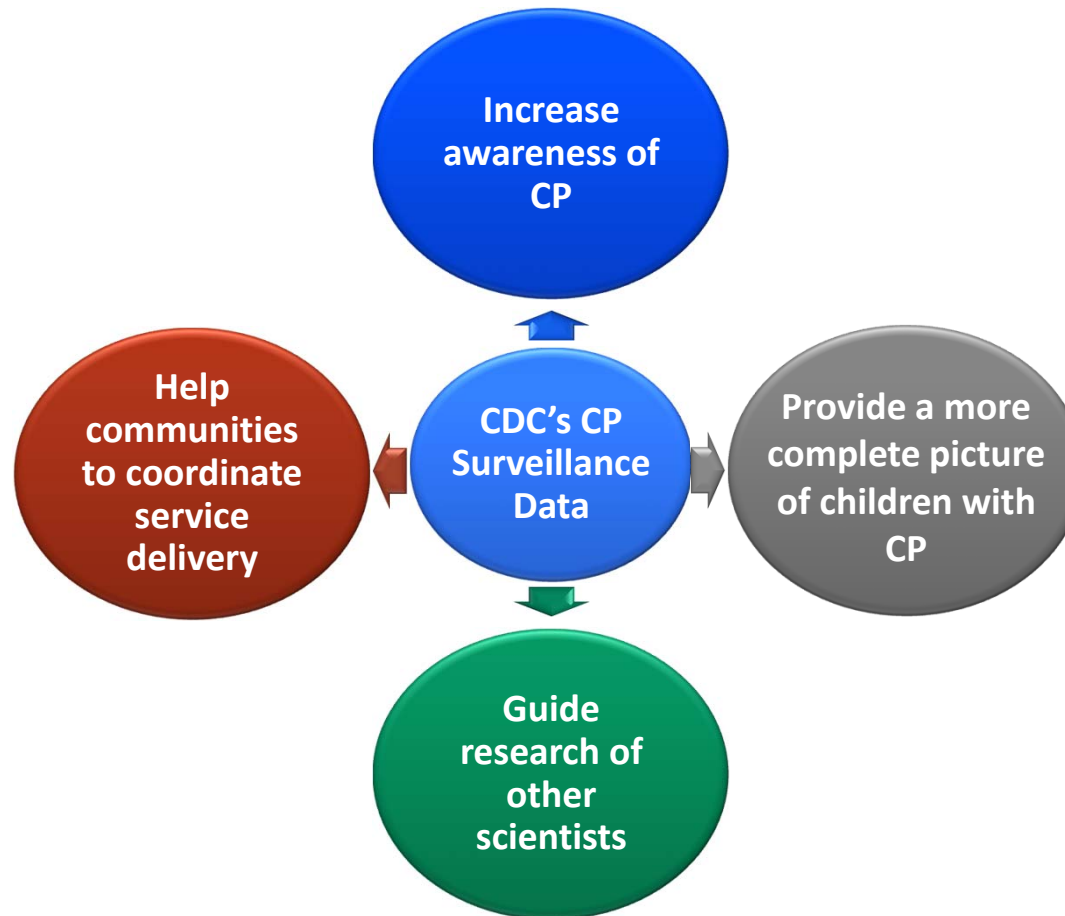 Increase
awareness of
CP
Help
communities
to coordinate
service
delivery
CDC’s CP
Surveillance
Data
Provide a more
complete picture
of children with
CP
Guide
research of
other
scientists